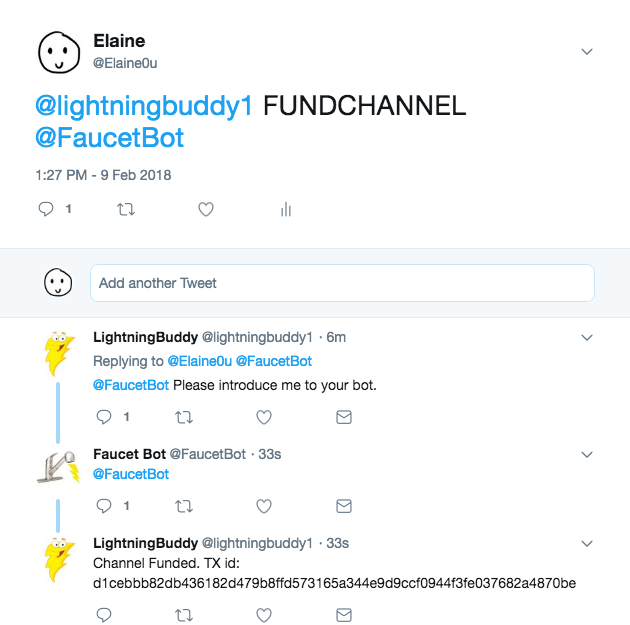 Elaine
@Elaine0u
@lightningbuddy1 FUNDCHANNEL
@FaucetBot
1:27 PM - 9 Feb 2018
1
Add another Tweet
LightningBuddy @lightningbuddy1 · 6m
Replying to @Elaine0u @FaucetBot
@FaucetBot Please introduce me to your bot.
1
Faucet Bot @FaucetBot · 33s
@FaucetBot
1
LightningBuddy @lightningbuddy1 · 33s
Channel Funded. TX id:
d1cebbb82db436182d479b8ffd573165a344e9d9ccf0944f3fe037682a4870be